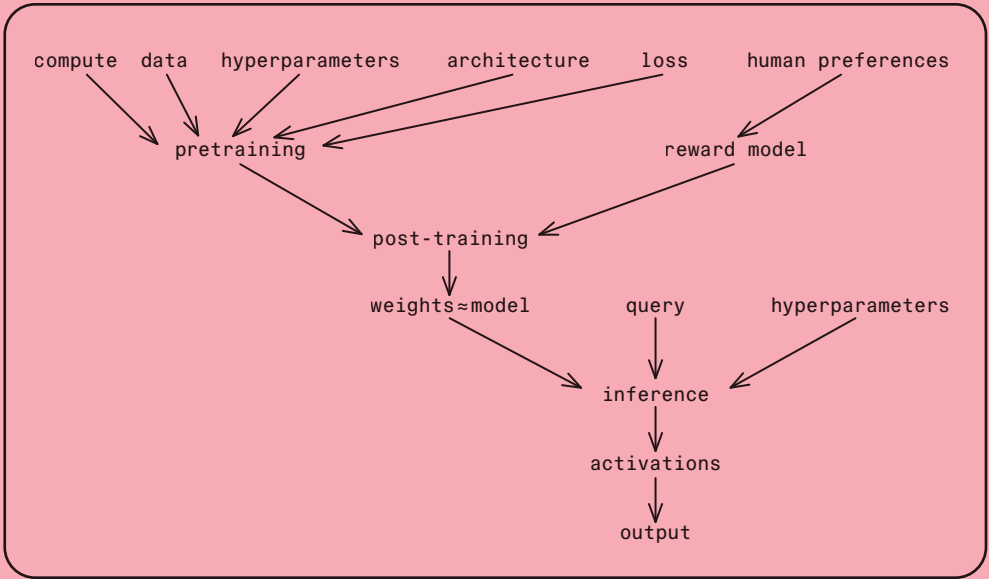 compute data hyperparameters architecture loss human preferences
pretraining reward model
post-training
weights≈model query hyperparameters
inference
activations
output